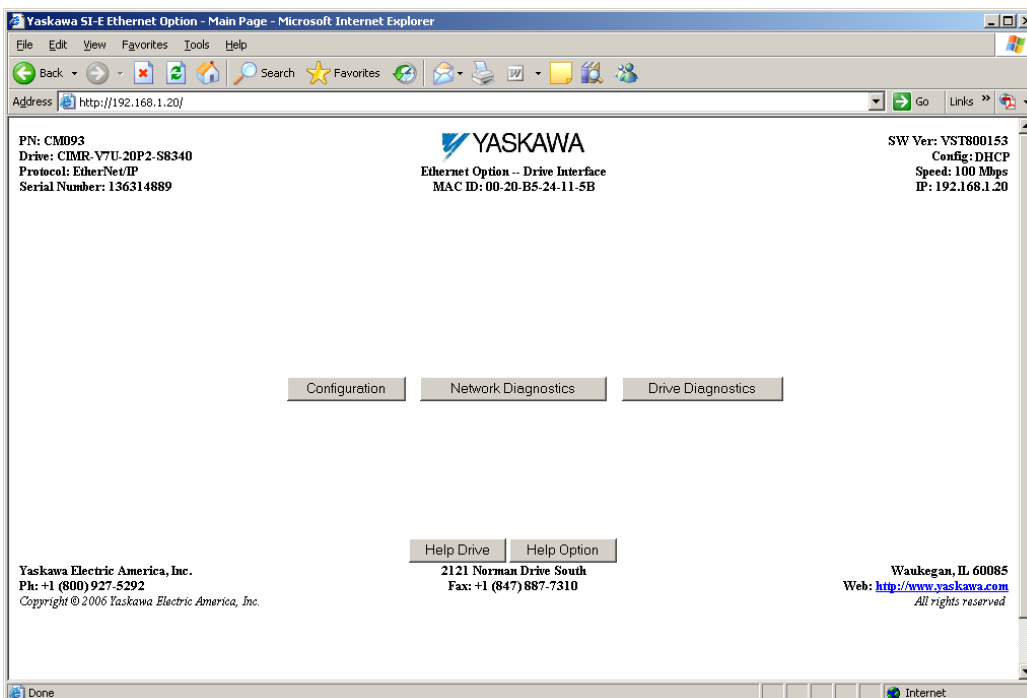 Yaskawa SI-E Ethernet Option - Main Page - Microsoft Internet Explorer
File Edit View Favorites Tools Help
Back Search Favorites
Address http://192.168.1.20/ Go Links »
PN: CM093
Drive: CIMR-V7U-20P2-S8340
Protocol: EtherNet/IP
Serial Number: 136314889
YASKAWA
Ethernet Option -- Drive Interface
MAC ID: 00-20-B5-24-11-5B
SW Ver: VST800153
Config: DHCP
Speed: 100 Mbps
IP: 192.168.1.20
Configuration Network Diagnostics Drive Diagnostics
Help Drive Help Option
Yaskawa Electric America, Inc.
Ph: +1 (800) 927-5292
Copyright © 2006 Yaskawa Electric America, Inc.
2121 Norman Drive South
Fax: +1 (847) 887-7310
Waukegan, IL 60085
Web: http://www.yaskawa.com
All rights reserved
Done Internet